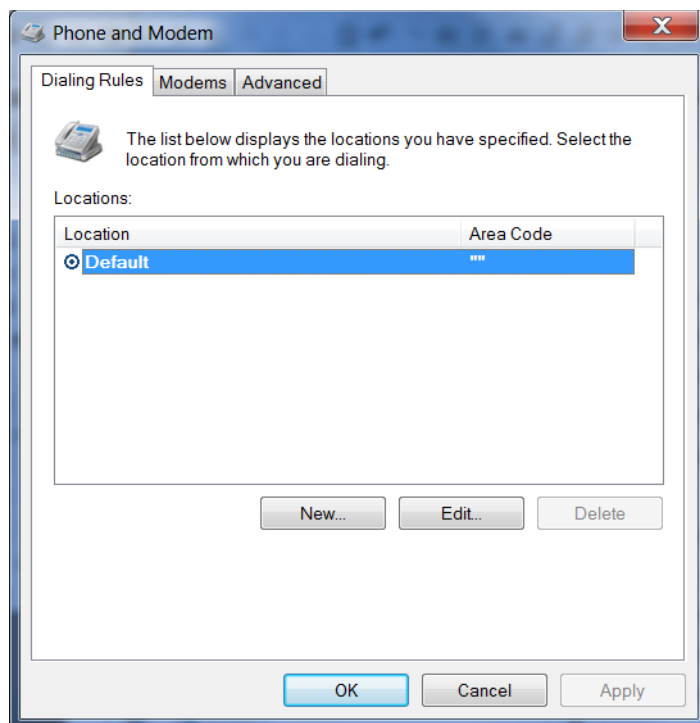 Phone and Modem
X
Dialing Rules Modems Advanced
The list below displays the locations you have specified. Select the
location from which you are dialing.
Locations:
Location Area Code
Default ""
New... Edit... Delete
OK Cancel Apply